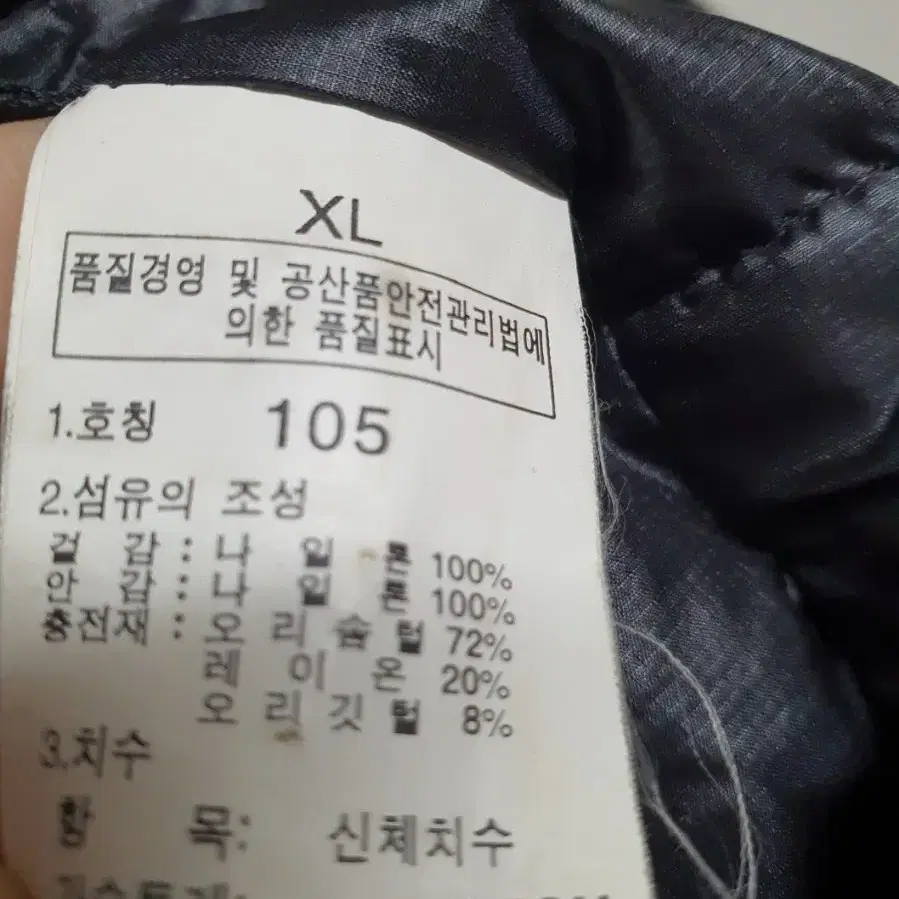 XL
품질경영 및 공산품안전관리법에
의한 품질표시
1.호칭 105
2.섬유의 조성
겉 감 : 나 일 론 100%
안 감 : 나 일 론 100%
충전재 : 오 리 솜 털 72%
레 이 온 20%
오 리 깃 털 8%
3.치수
항 목: 신체치수